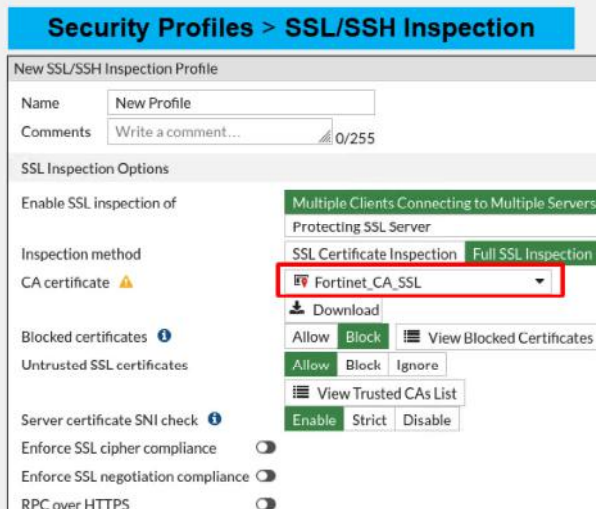 Security Profiles > SSL/SSH Inspection
New SSL/SSH Inspection Profile
Name New Profile
Comments Write a comment... 0/255
SSL Inspection Options
Enable SSL inspection of Multiple Clients Connecting to Multiple Servers
Protecting SSL Server
Inspection method SSL Certificate Inspection Full SSL Inspection
CA certificate Fortinet_CA_SSL
Download
Blocked certificates Allow Block View Blocked Certificates
Untrusted SSL certificates Allow Block Ignore
View Trusted CAs List
Server certificate SNI check Enable Strict Disable
Enforce SSL cipher compliance
Enforce SSL negotiation compliance
RPC over HTTPS